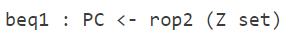 beq1 : PC <- rop2 (Z set)